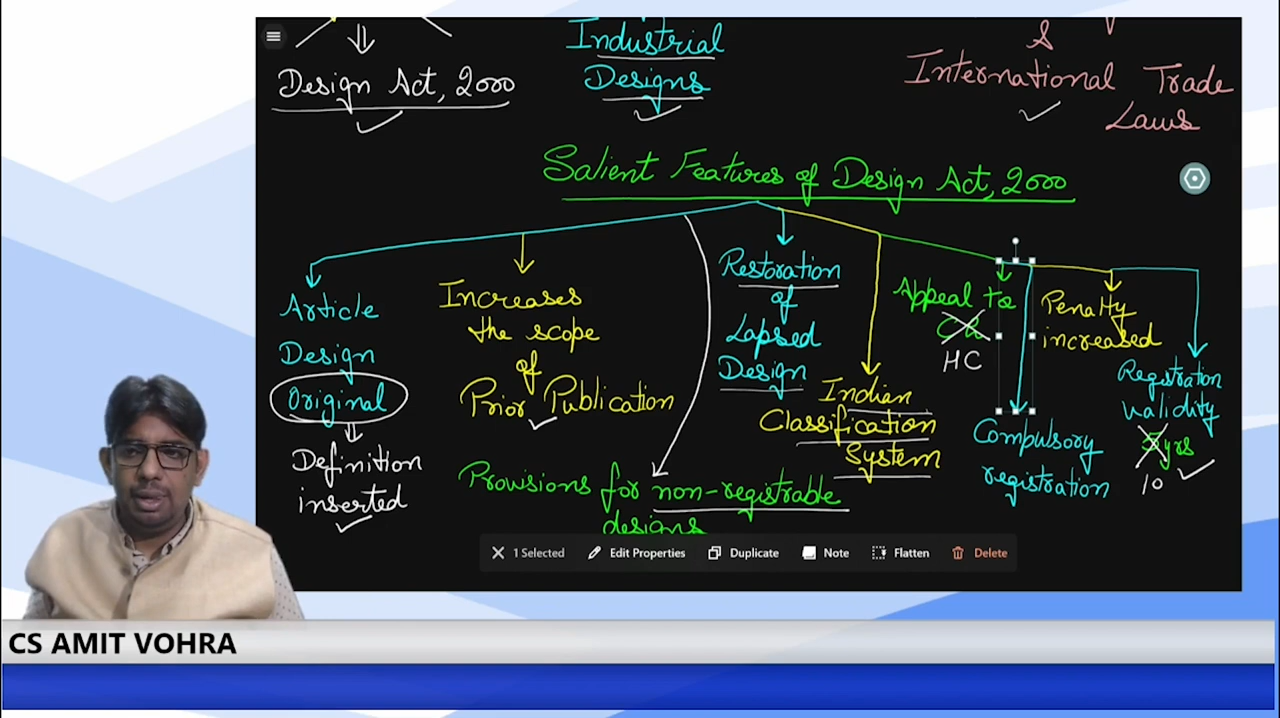 Design Act, 2000
Industrial
Designs
&
International Trade
Laws
Salient Features of Design Act, 2000
Article
Design
Original
Definition
inserted
Increases
the scope
of
Prior Publication
Provisions for non-registrable
designs
Restoration
of
Lapsed
Design
Indian
Classification
System
Appeal to
HC
Compulsory
registration
Penalty
increased
Registration
validity
5yrs
10
1 Selected
Edit Properties
Duplicate
Note
Flatten
Delete
CS AMIT VOHRA